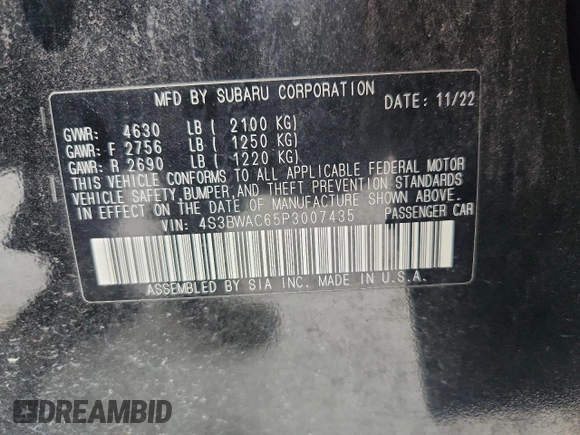 MFD BY SUBARU CORPORATION
DATE: 11/22
GVWR: 4630 LB ( 2100 KG)
GAWR: F 2756 LB ( 1250 KG)
GAWR: R 2690 LB ( 1220 KG)
THIS VEHICLE CONFORMS TO ALL APPLICABLE FEDERAL MOTOR
VEHICLE SAFETY,BUMPER,AND THEFT PREVENTION STANDARDS
IN EFFECT ON THE DATE OF MANUFACTURE SHOWN ABOVE.
VIN: 4S3BWAC65P3007435 PASSENGER CAR
ASSEMBLED BY SIA INC. MADE IN U.S.A.
DREAMBID